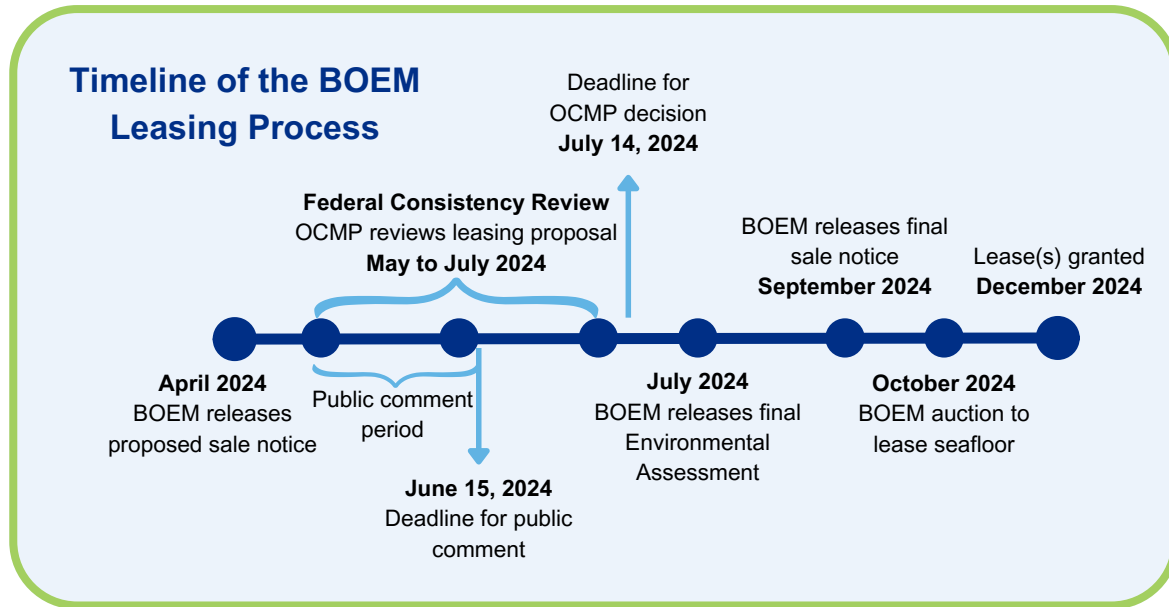 Timeline of the BOEM
Leasing Process
Deadline for
OCMP decision
July 14, 2024
Federal Consistency Review
OCMP reviews leasing proposal
May to July 2024
BOEM releases final
sale notice
September 2024
Lease(s) granted
December 2024
April 2024
BOEM releases
proposed sale notice
Public comment
period
June 15, 2024
Deadline for public
comment
July 2024
BOEM releases final
Environmental
Assessment
October 2024
BOEM auction to
lease seafloor